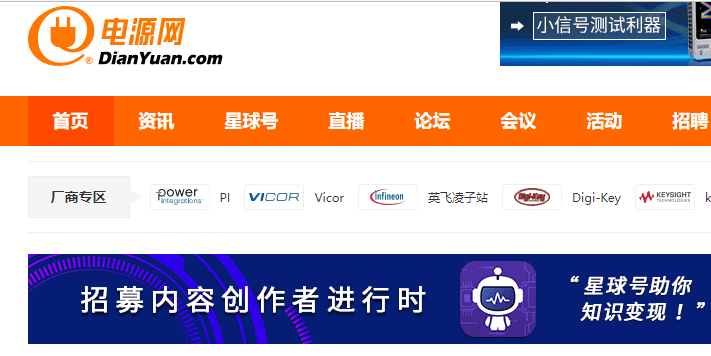 电源网
® DianYuan.com
小信号测试利器
首页 资讯 星球号 直播 论坛 会议 活动 招聘
厂商专区 power integrations PI VICOR Vicor infineon 英飞凌子站 Digi-Key Digi-Key KEYSIGHT TECHNOLOGIES k
招募内容创作者进行时
“星球号助你
知识变现！”